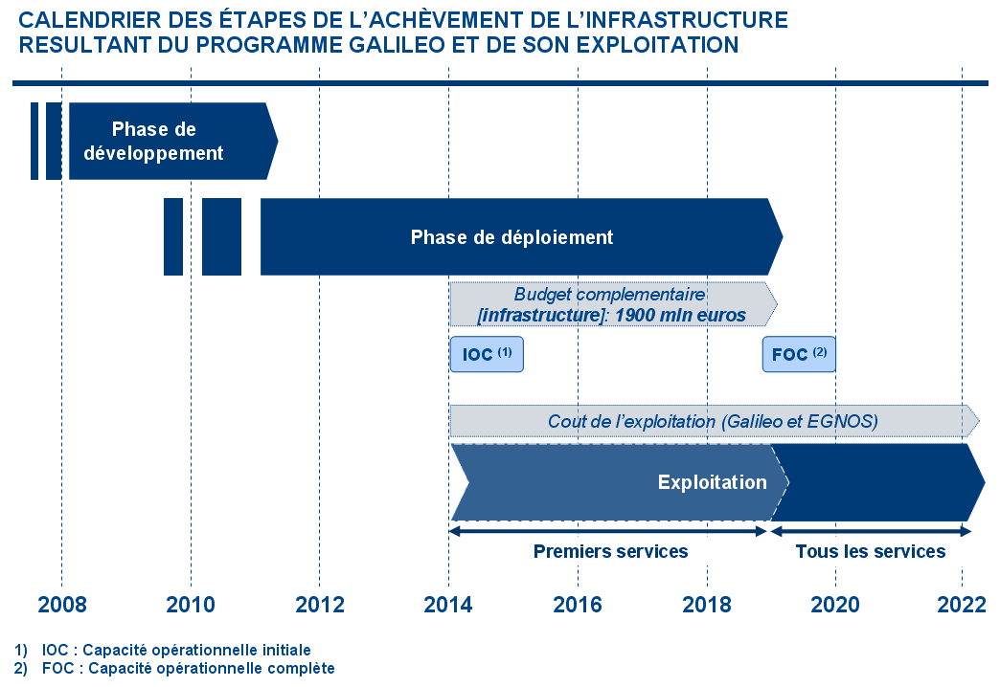 CALENDRIER DES ÉTAPES DE L'ACHÈVEMENT DE L'INFRASTRUCTURE
RESULTANT DU PROGRAMME GALILEO ET DE SON EXPLOITATION
Phase de
développement
Phase de déploiement
Budget complementaire
[infrastructure]: 1900 mln euros
IOC (1)
FOC (2)
Cout de l'exploitation (Galileo et EGNOS)
Exploitation
Premiers services
Tous les services
2008 2010 2012 2014 2016 2018 2020 2022
1) IOC : Capacité opérationnelle initiale
2) FOC : Capacité opérationnelle complète